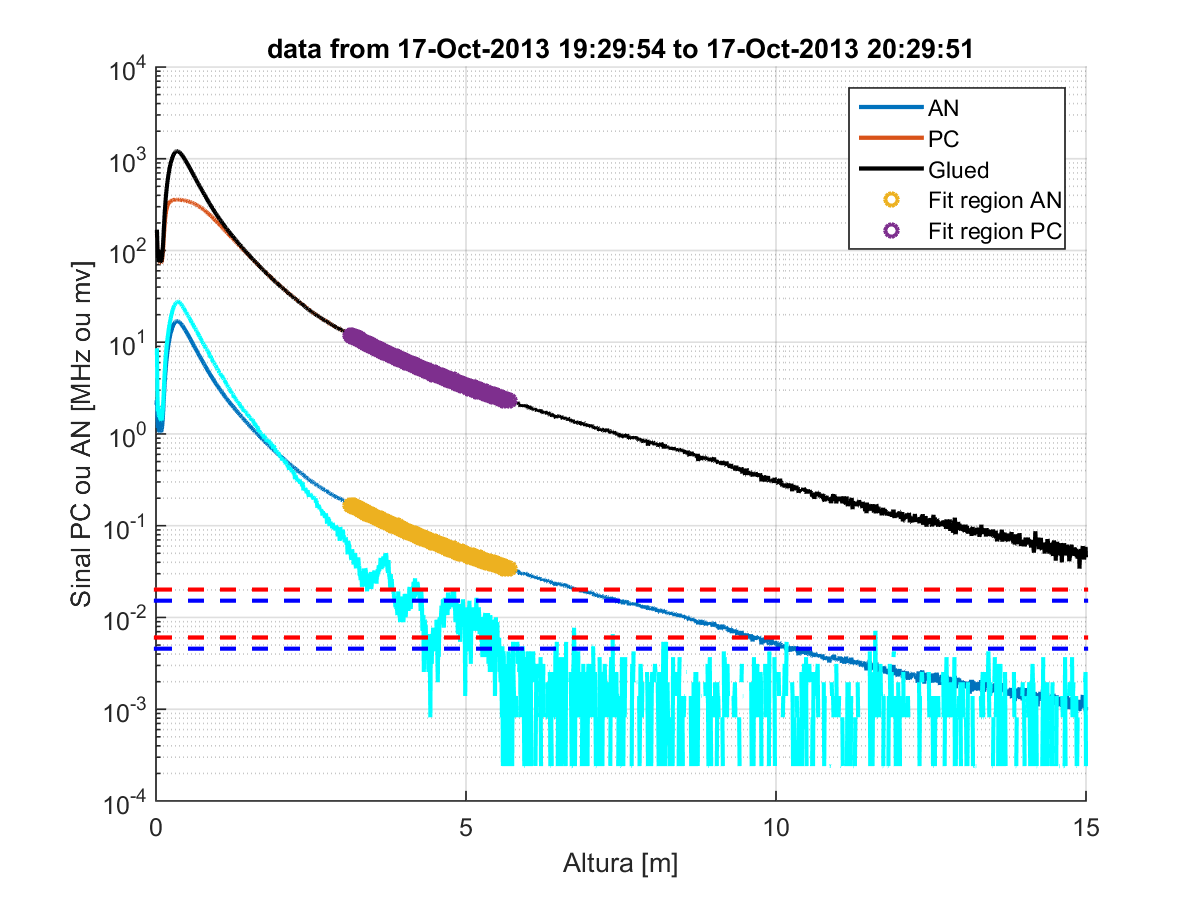 data from 17-Oct-2013 19:29:54 to 17-Oct-2013 20:29:51
AN
PC
Glued
Fit region AN
Fit region PC
Sinal PC ou AN [MHz ou mv]
10^4
10^3
10^2
10^1
10^0
10^-1
10^-2
10^-3
10^-4
0 5 10 15
Altura [m]